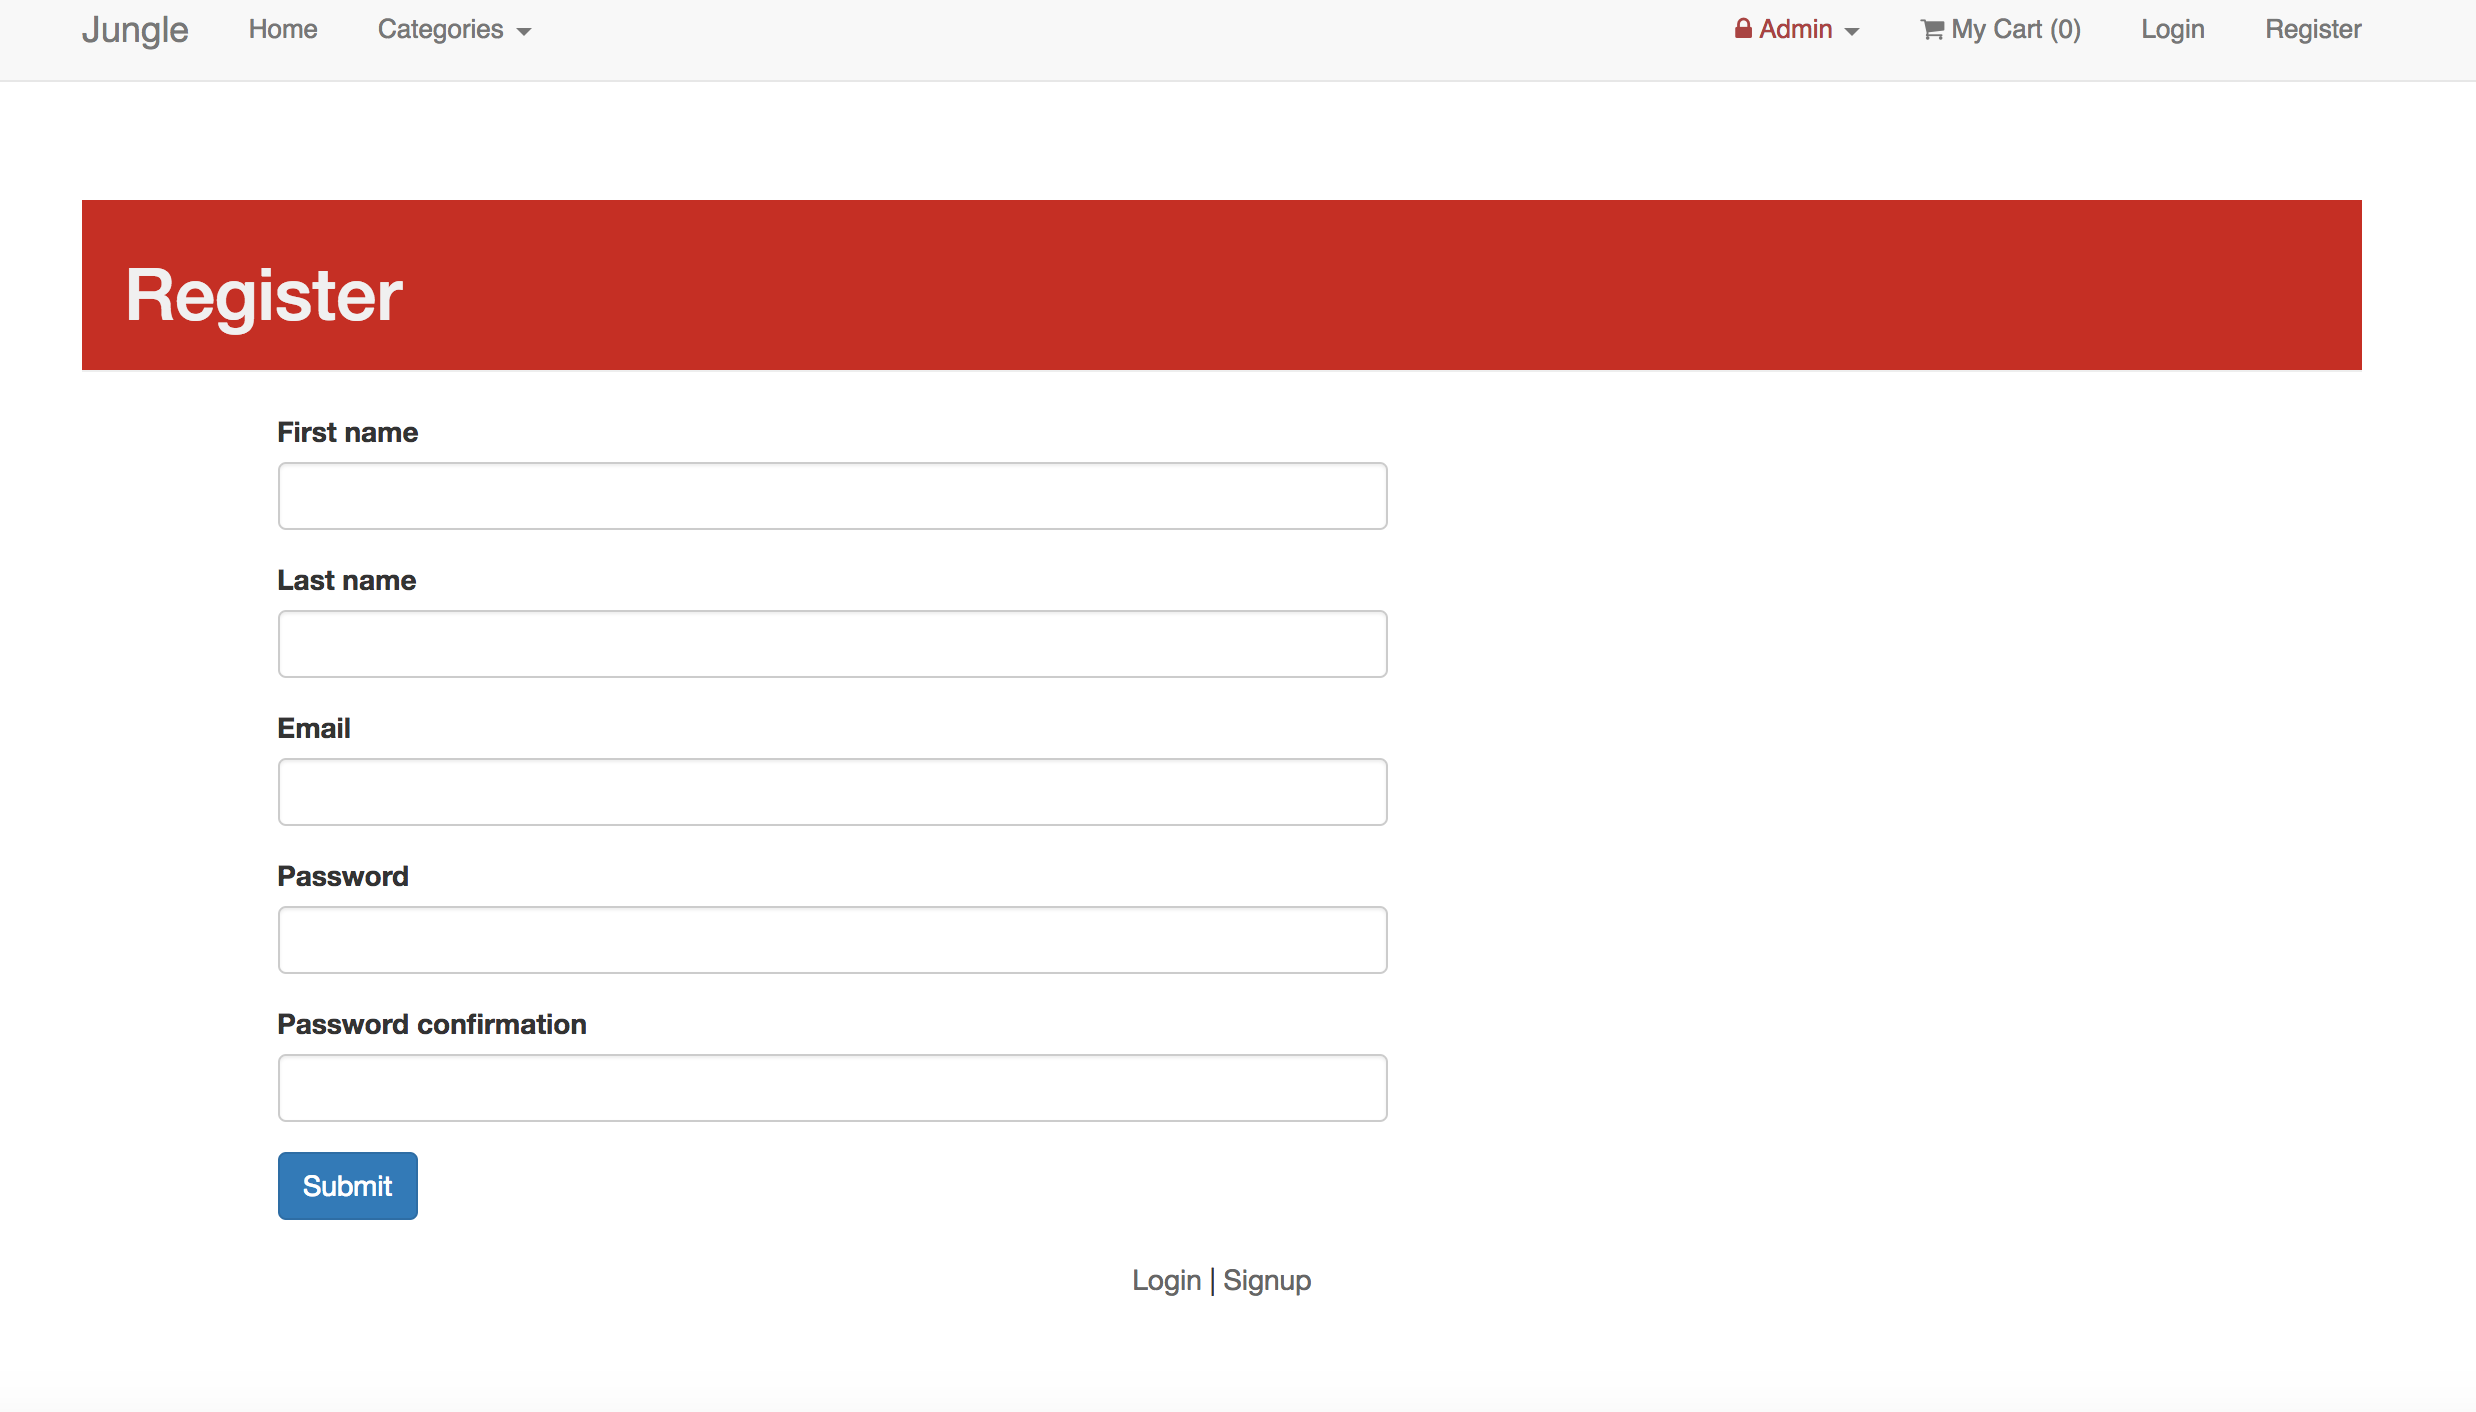 Jungle Home Categories Admin My Cart (0) Login Register
Register
First name
Last name
Email
Password
Password confirmation
Submit
Login | Signup